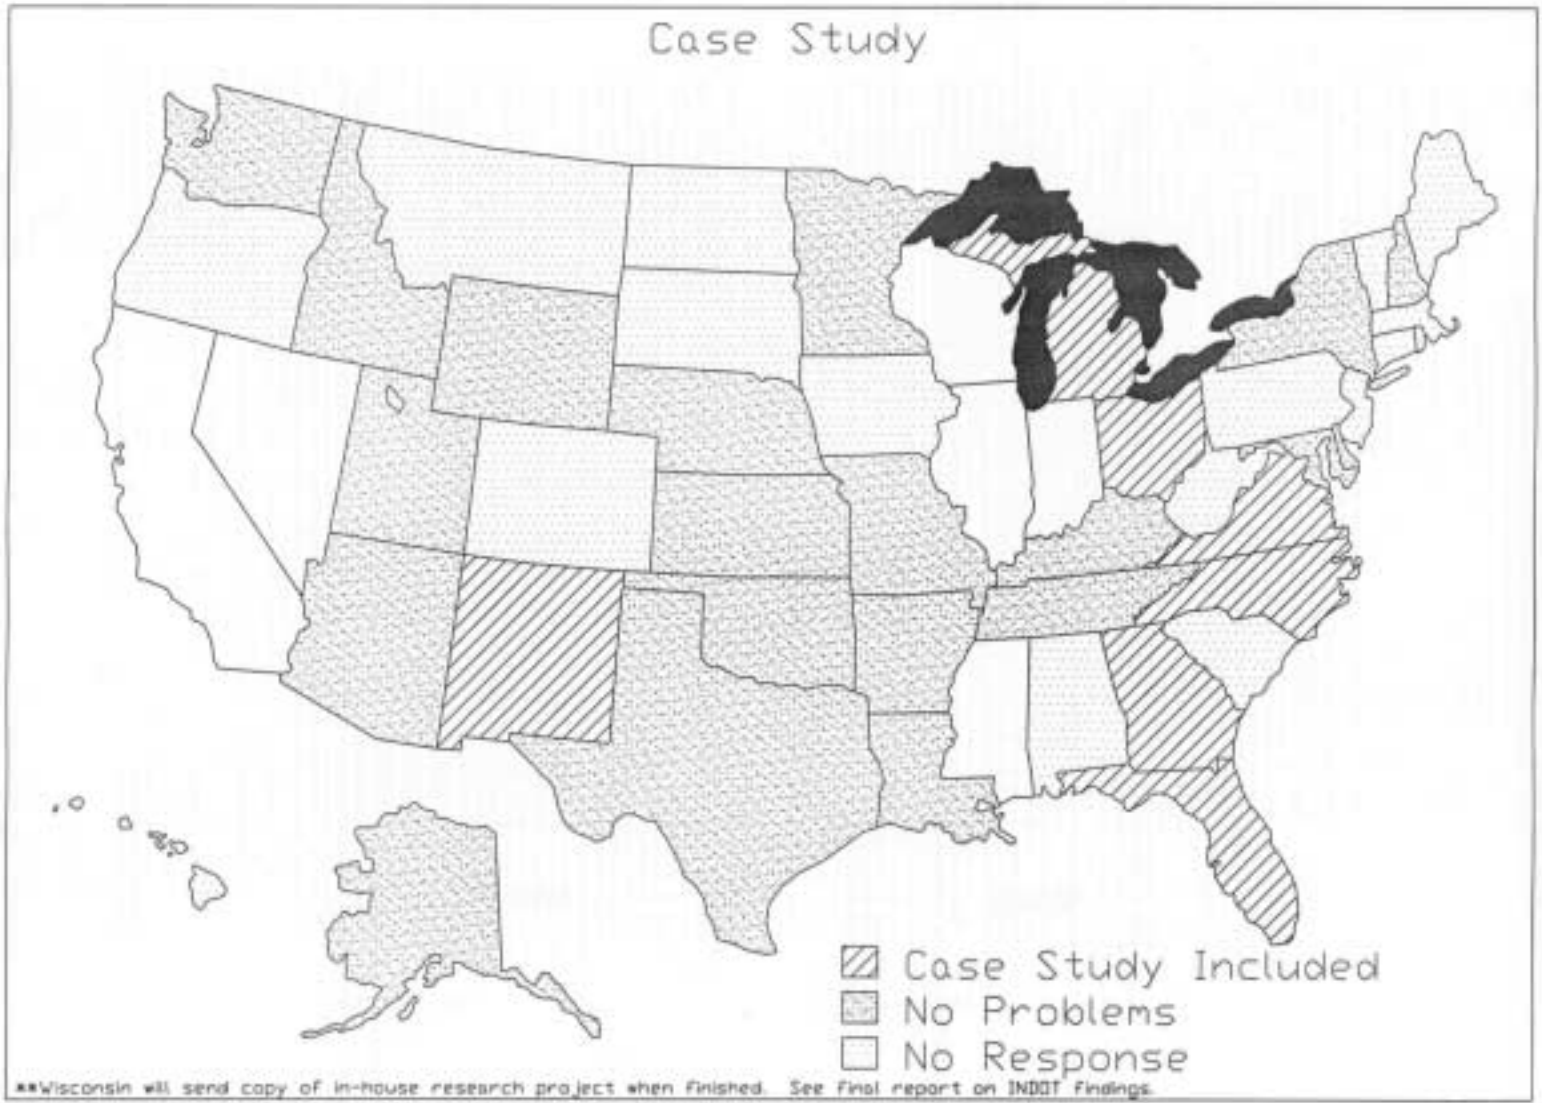 Case Study
Case Study Included
No Problems
No Response
**Wisconsin will send copy of in-house research project when finished. See final report on INDOT findings.